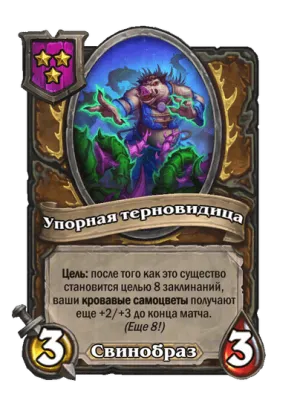 Упорная терновидица
Цель: после того как это существо
становится целью 8 заклинаний,
ваши кровавые самоцветы получают
еще +2/+3 до конца матча.
(Еще 8!)
3 Свинобраз 3